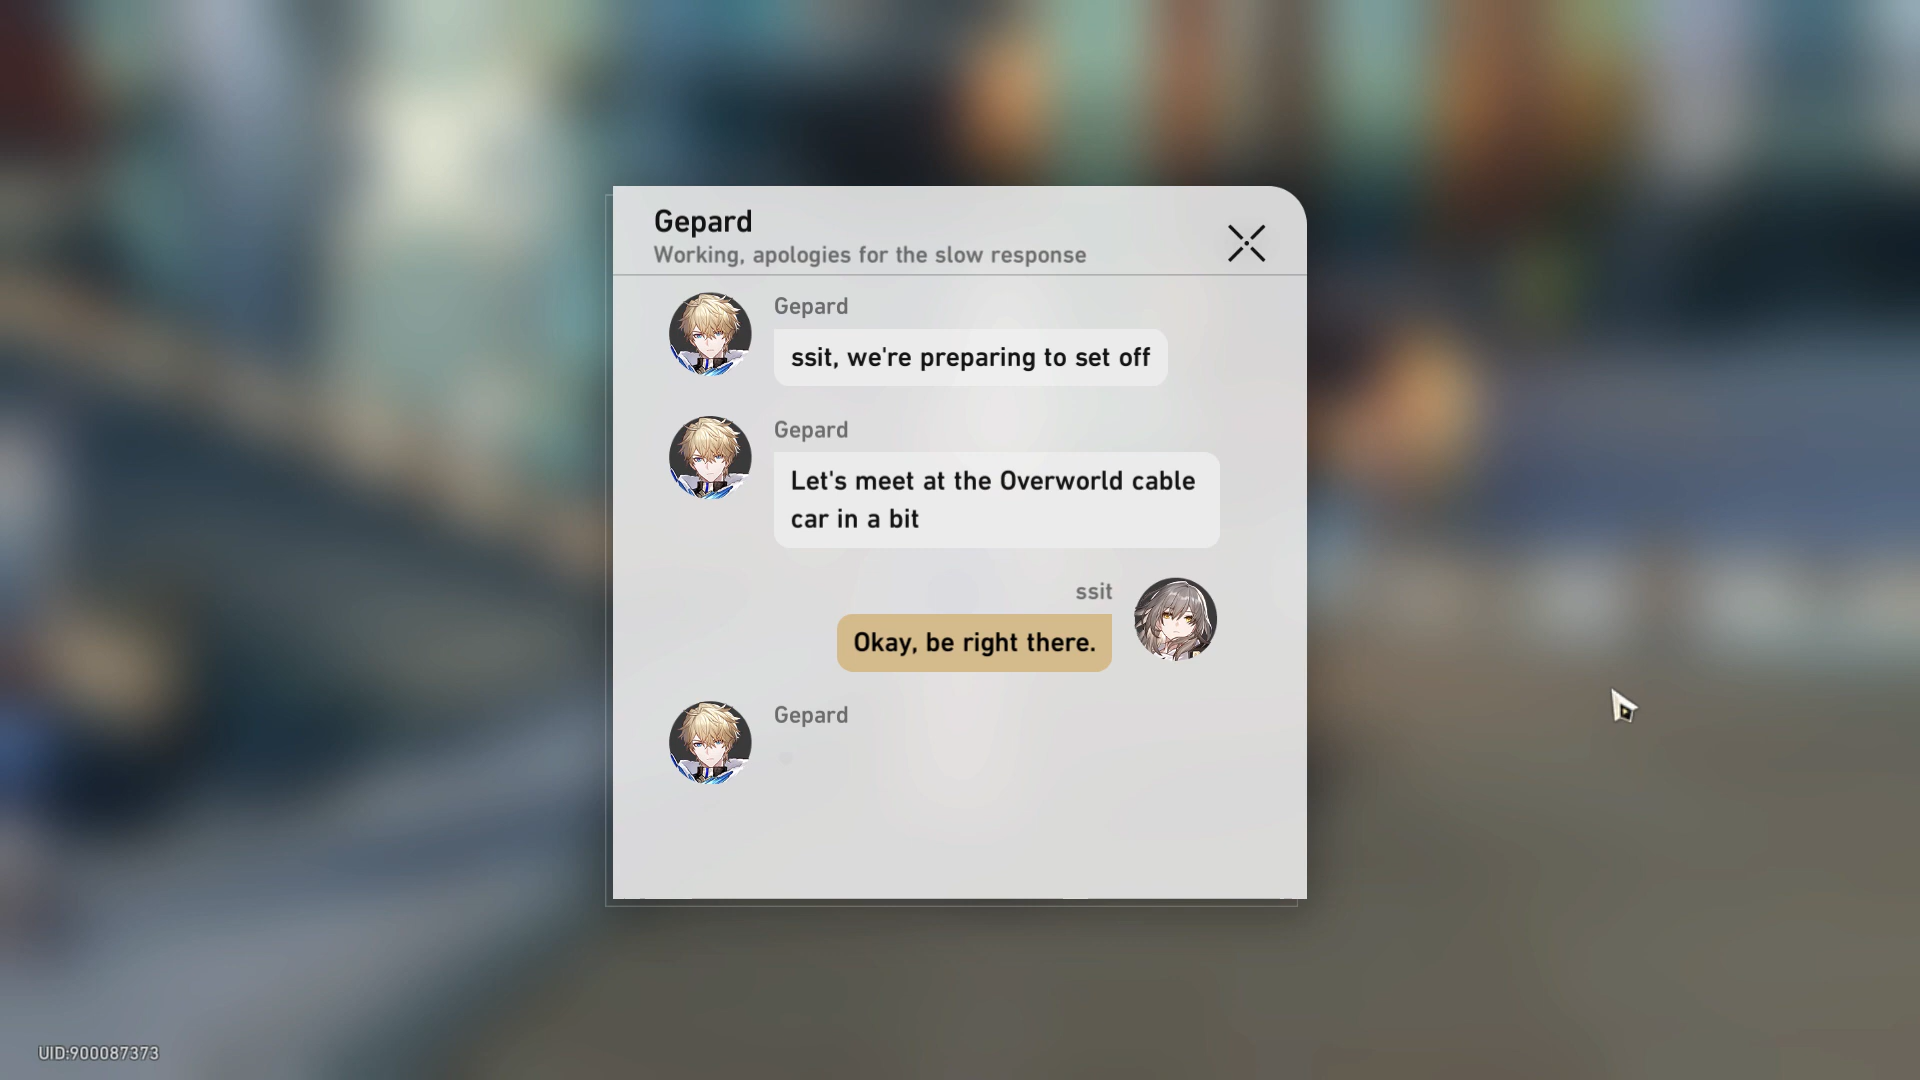 Gepard
Working, apologies for the slow response
Gepard
ssit, we're preparing to set off
Gepard
Let's meet at the Overworld cable
car in a bit
ssit
Okay, be right there.
Gepard
UID:900087373